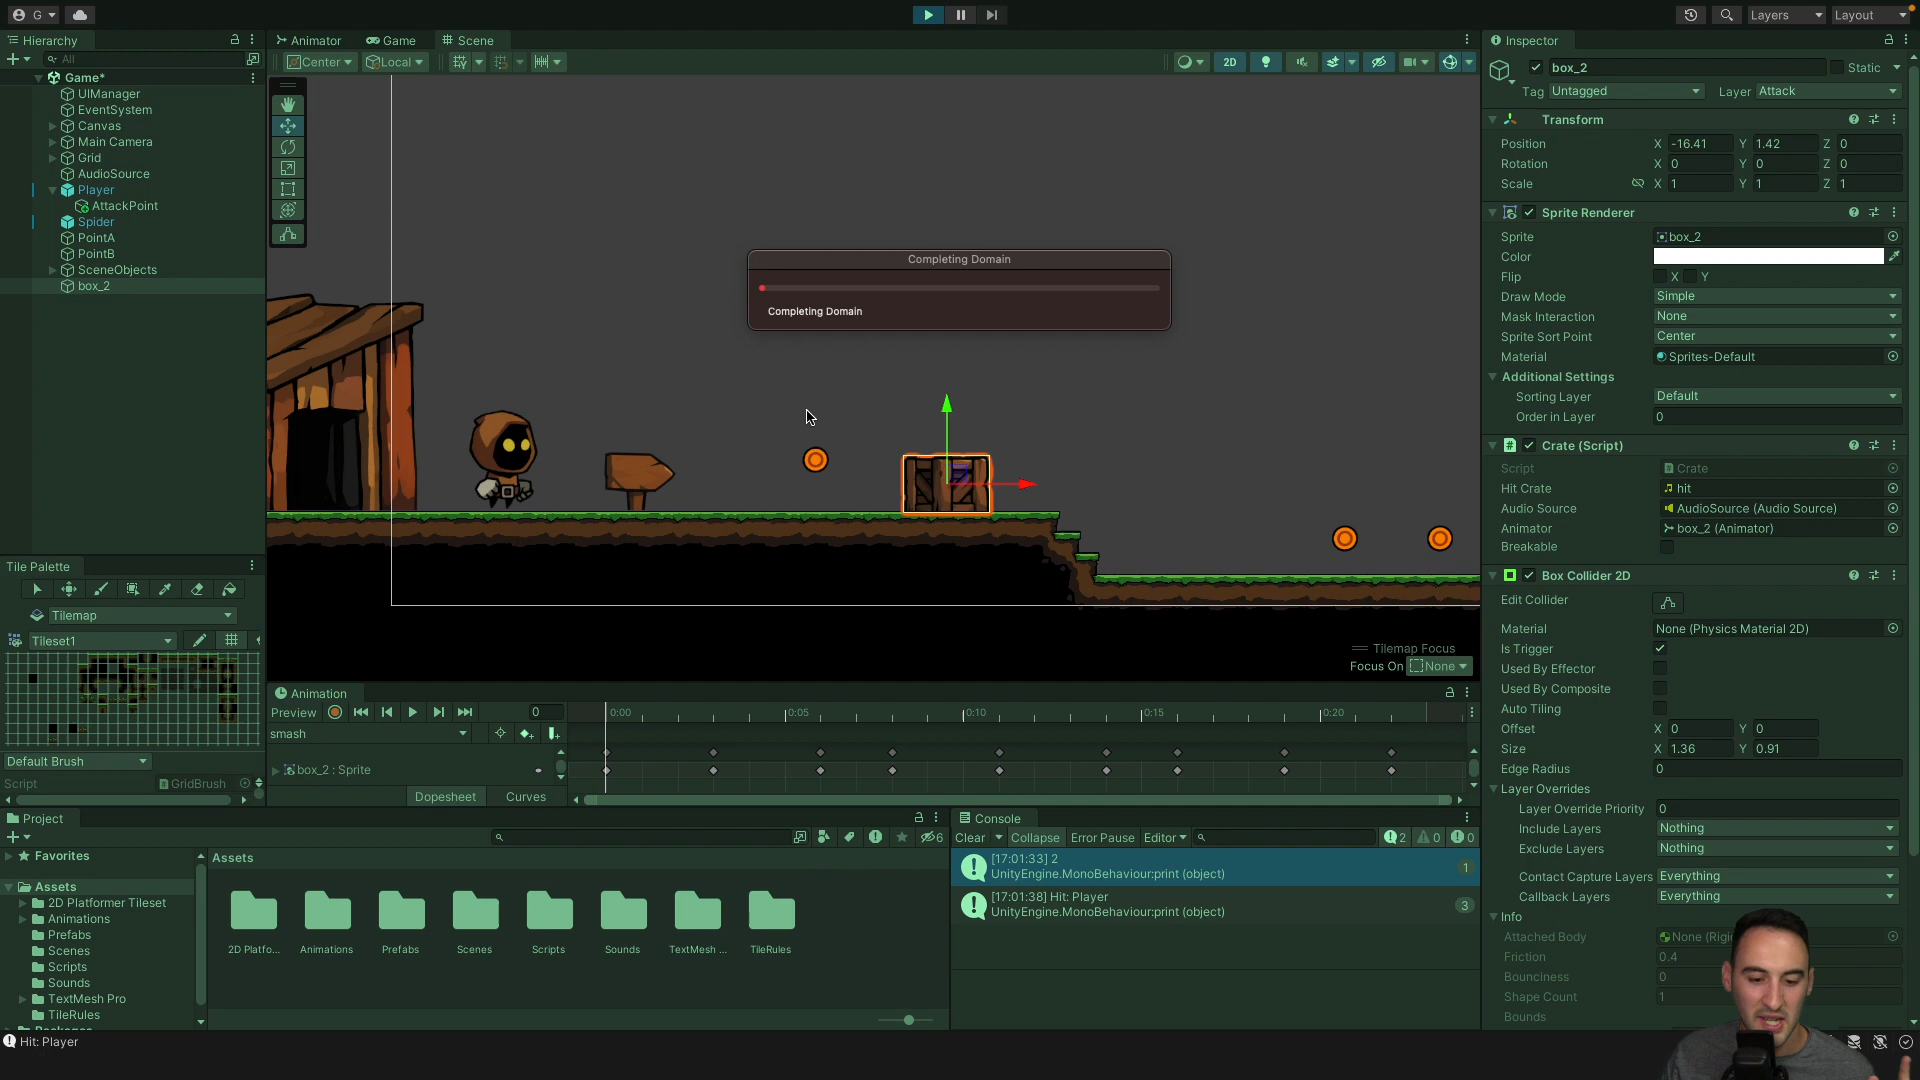 G
Layers
Layout
Hierarchy
All
Game*
UIManager
EventSystem
Canvas
Main Camera
Grid
AudioSource
Player
AttackPoint
Spider
PointA
PointB
SceneObjects
box_2
Animator
Game
Scene
Center
Local
2D
Completing Domain
Completing Domain
Tilemap Focus
Focus On
None
Inspector
box_2
Static
Tag
Untagged
Layer
Attack
Transform
Position X -16.41 Y 1.42 Z 0
Rotation X 0 Y 0 Z 0
Scale X 1 Y 1 Z 1
Sprite Renderer
Sprite box_2
Color
Flip X Y
Draw Mode Simple
Mask Interaction None
Sprite Sort Point Center
Material Sprites-Default
Additional Settings
Sorting Layer Default
Order in Layer 0
Crate (Script)
Script Crate
Hit Crate hit
Audio Source AudioSource (Audio Source)
Animator box_2 (Animator)
Breakable
Box Collider 2D
Edit Collider
Material None (Physics Material 2D)
Is Trigger
Used By Effector
Used By Composite
Auto Tiling
Offset X 0 Y 0
Size X 1.36 Y 0.91
Edge Radius 0
Layer Overrides
Layer Override Priority 0
Include Layers Nothing
Exclude Layers Nothing
Contact Capture Layers Everything
Callback Layers Everything
Info
Attached Body None
Friction 0.4
Bounciness 0
Shape Count 1
Bounds
Tile Palette
Tilemap
Tileset1
Default Brush
Script GridBrush
Animation
Preview
0
0:00
0:05
0:10
0:15
0:20
smash
box_2 : Sprite
Dopesheet
Curves
Project
6
Favorites
Assets
2D Platformer Tileset
Animations
Prefabs
Scenes
Scripts
Sounds
TextMesh Pro
TileRules
Assets
2D Platfo...
Animations
Prefabs
Scenes
Scripts
Sounds
TextMesh ...
TileRules
Console
Clear
Collapse
Error Pause
Editor
2
0
0
[17:01:33] 2
UnityEngine.MonoBehaviour:print (object)
1
[17:01:38] Hit: Player
UnityEngine.MonoBehaviour:print (object)
3
Hit: Player